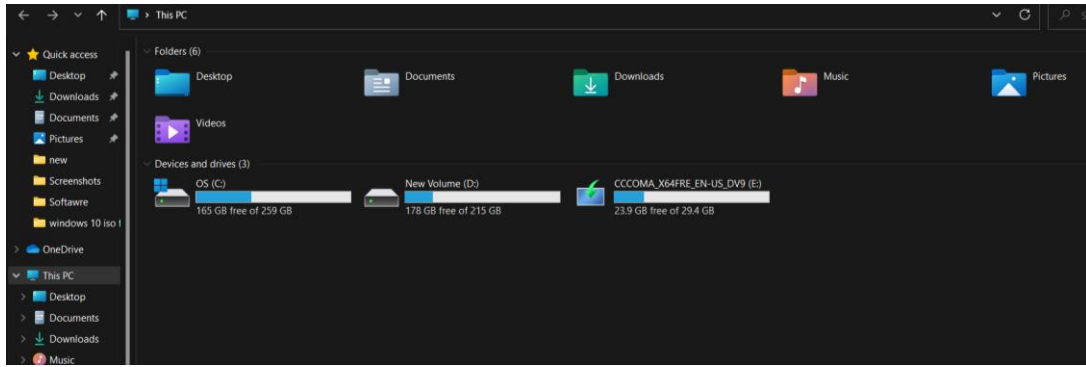 This PC
Quick access
Desktop
Downloads
Documents
Pictures
new
Screenshots
Softawre
windows 10 iso f
OneDrive
This PC
Desktop
Documents
Downloads
Music
Folders (6)
Desktop
Documents
Downloads
Music
Pictures
Videos
Devices and drives (3)
OS (C:)
165 GB free of 259 GB
New Volume (D:)
178 GB free of 215 GB
CCCOMA_X64FRE_EN-US_DV9 (E:)
23.9 GB free of 29.4 GB